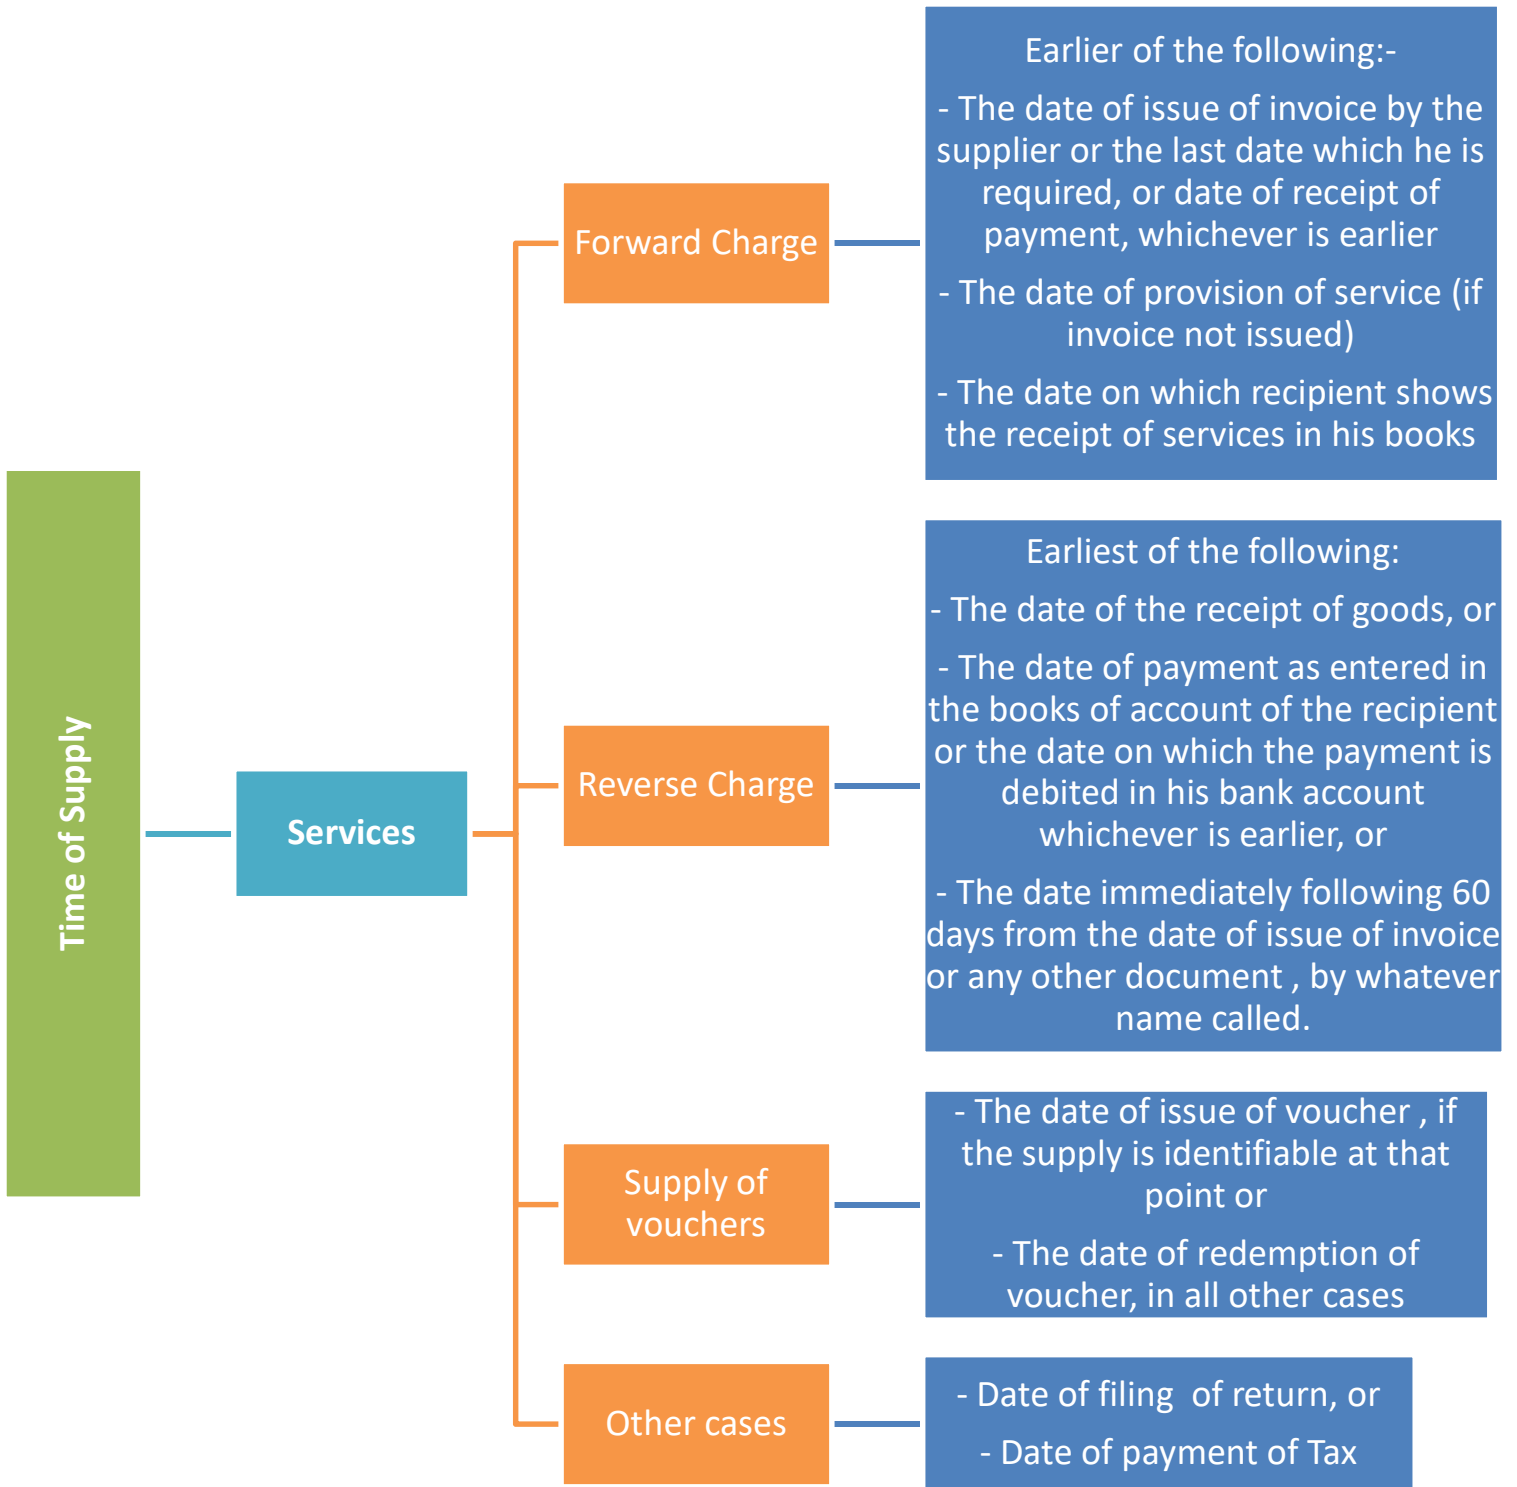 Time of Supply
Services
Forward Charge
Earlier of the following:-
- The date of issue of invoice by the
supplier or the last date which he is
required, or date of receipt of
payment, whichever is earlier
- The date of provision of service (if
invoice not issued)
- The date on which recipient shows
the receipt of services in his books
Reverse Charge
Earliest of the following:
- The date of the receipt of goods, or
- The date of payment as entered in
the books of account of the recipient
or the date on which the payment is
debited in his bank account
whichever is earlier, or
- The date immediately following 60
days from the date of issue of invoice
or any other document , by whatever
name called.
Supply of
vouchers
- The date of issue of voucher , if
the supply is identifiable at that
point or
- The date of redemption of
voucher, in all other cases
Other cases
- Date of filing  of return, or
- Date of payment of Tax